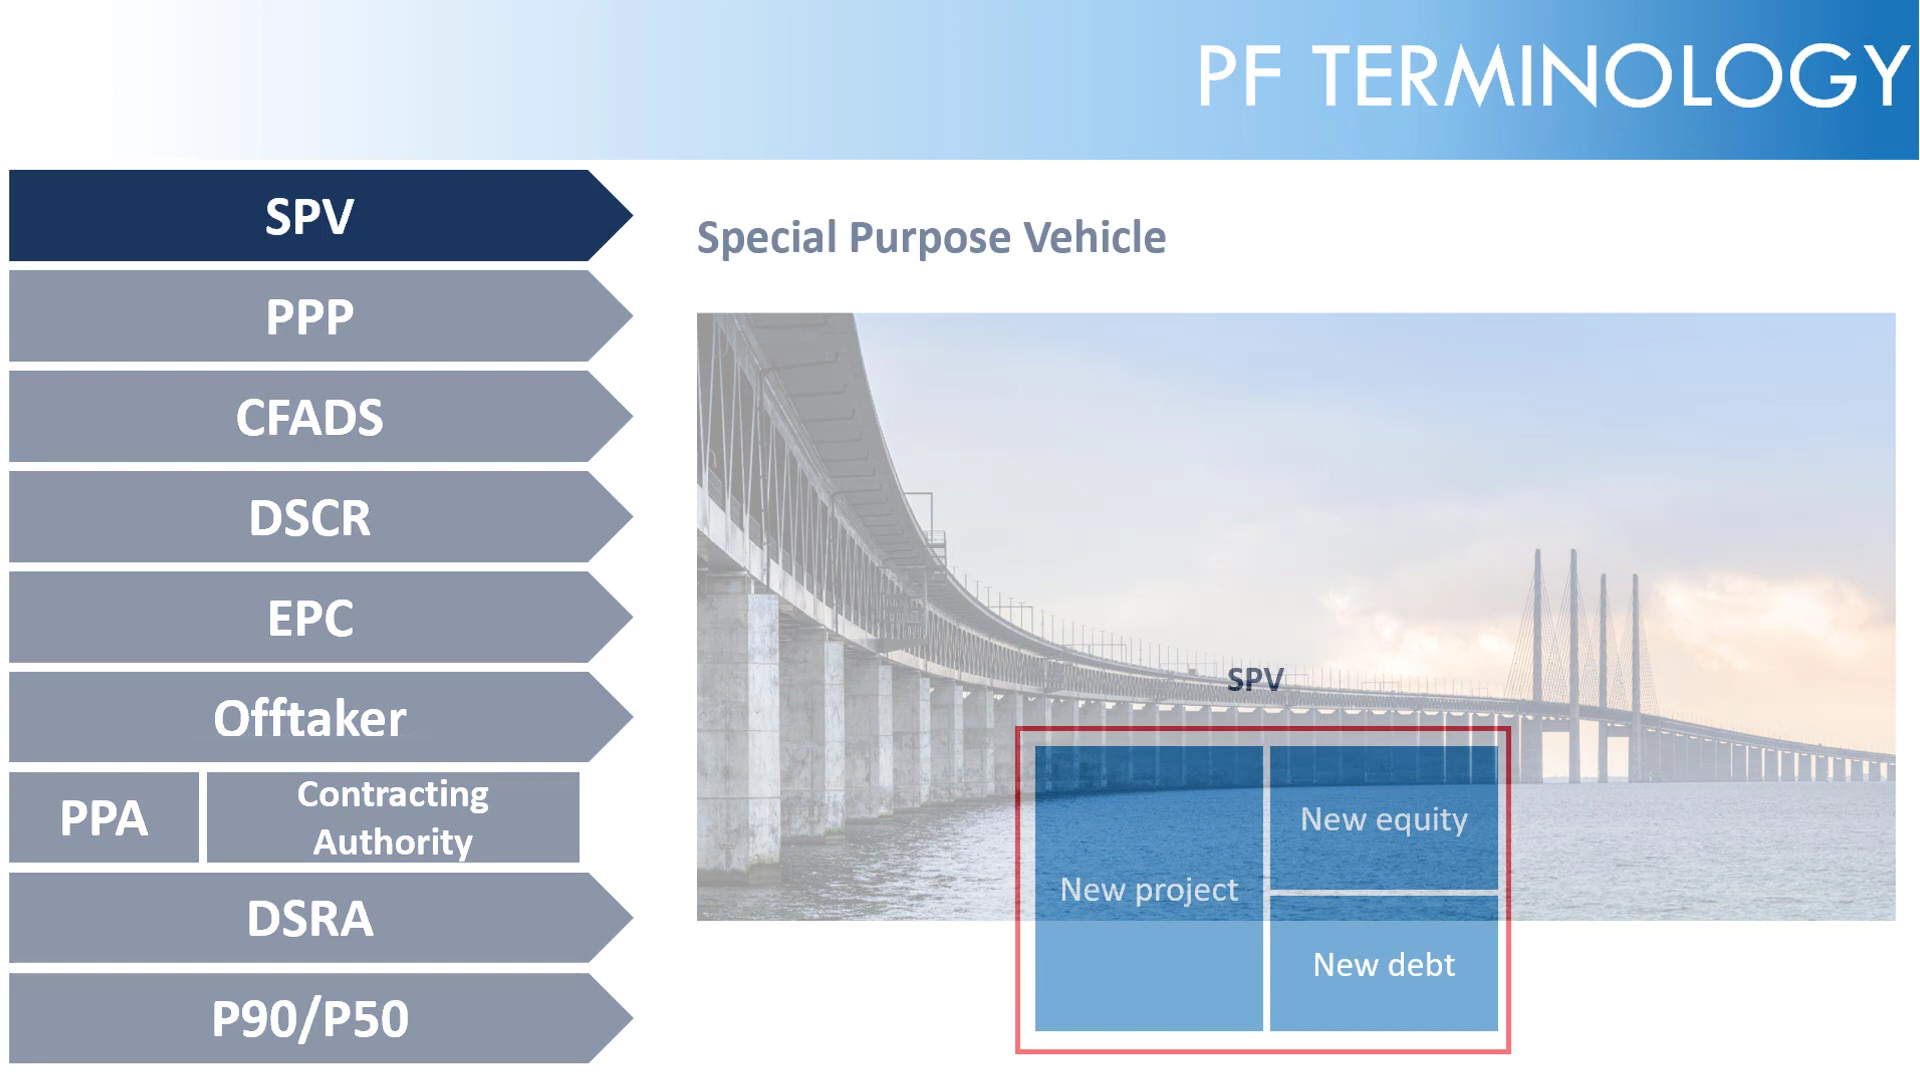 PF TERMINOLOGY
SPV
PPP
CFADS
DSCR
EPC
Offtaker
PPA
Contracting
Authority
DSRA
P90/P50
Special Purpose Vehicle
SPV
New project
New equity
New debt